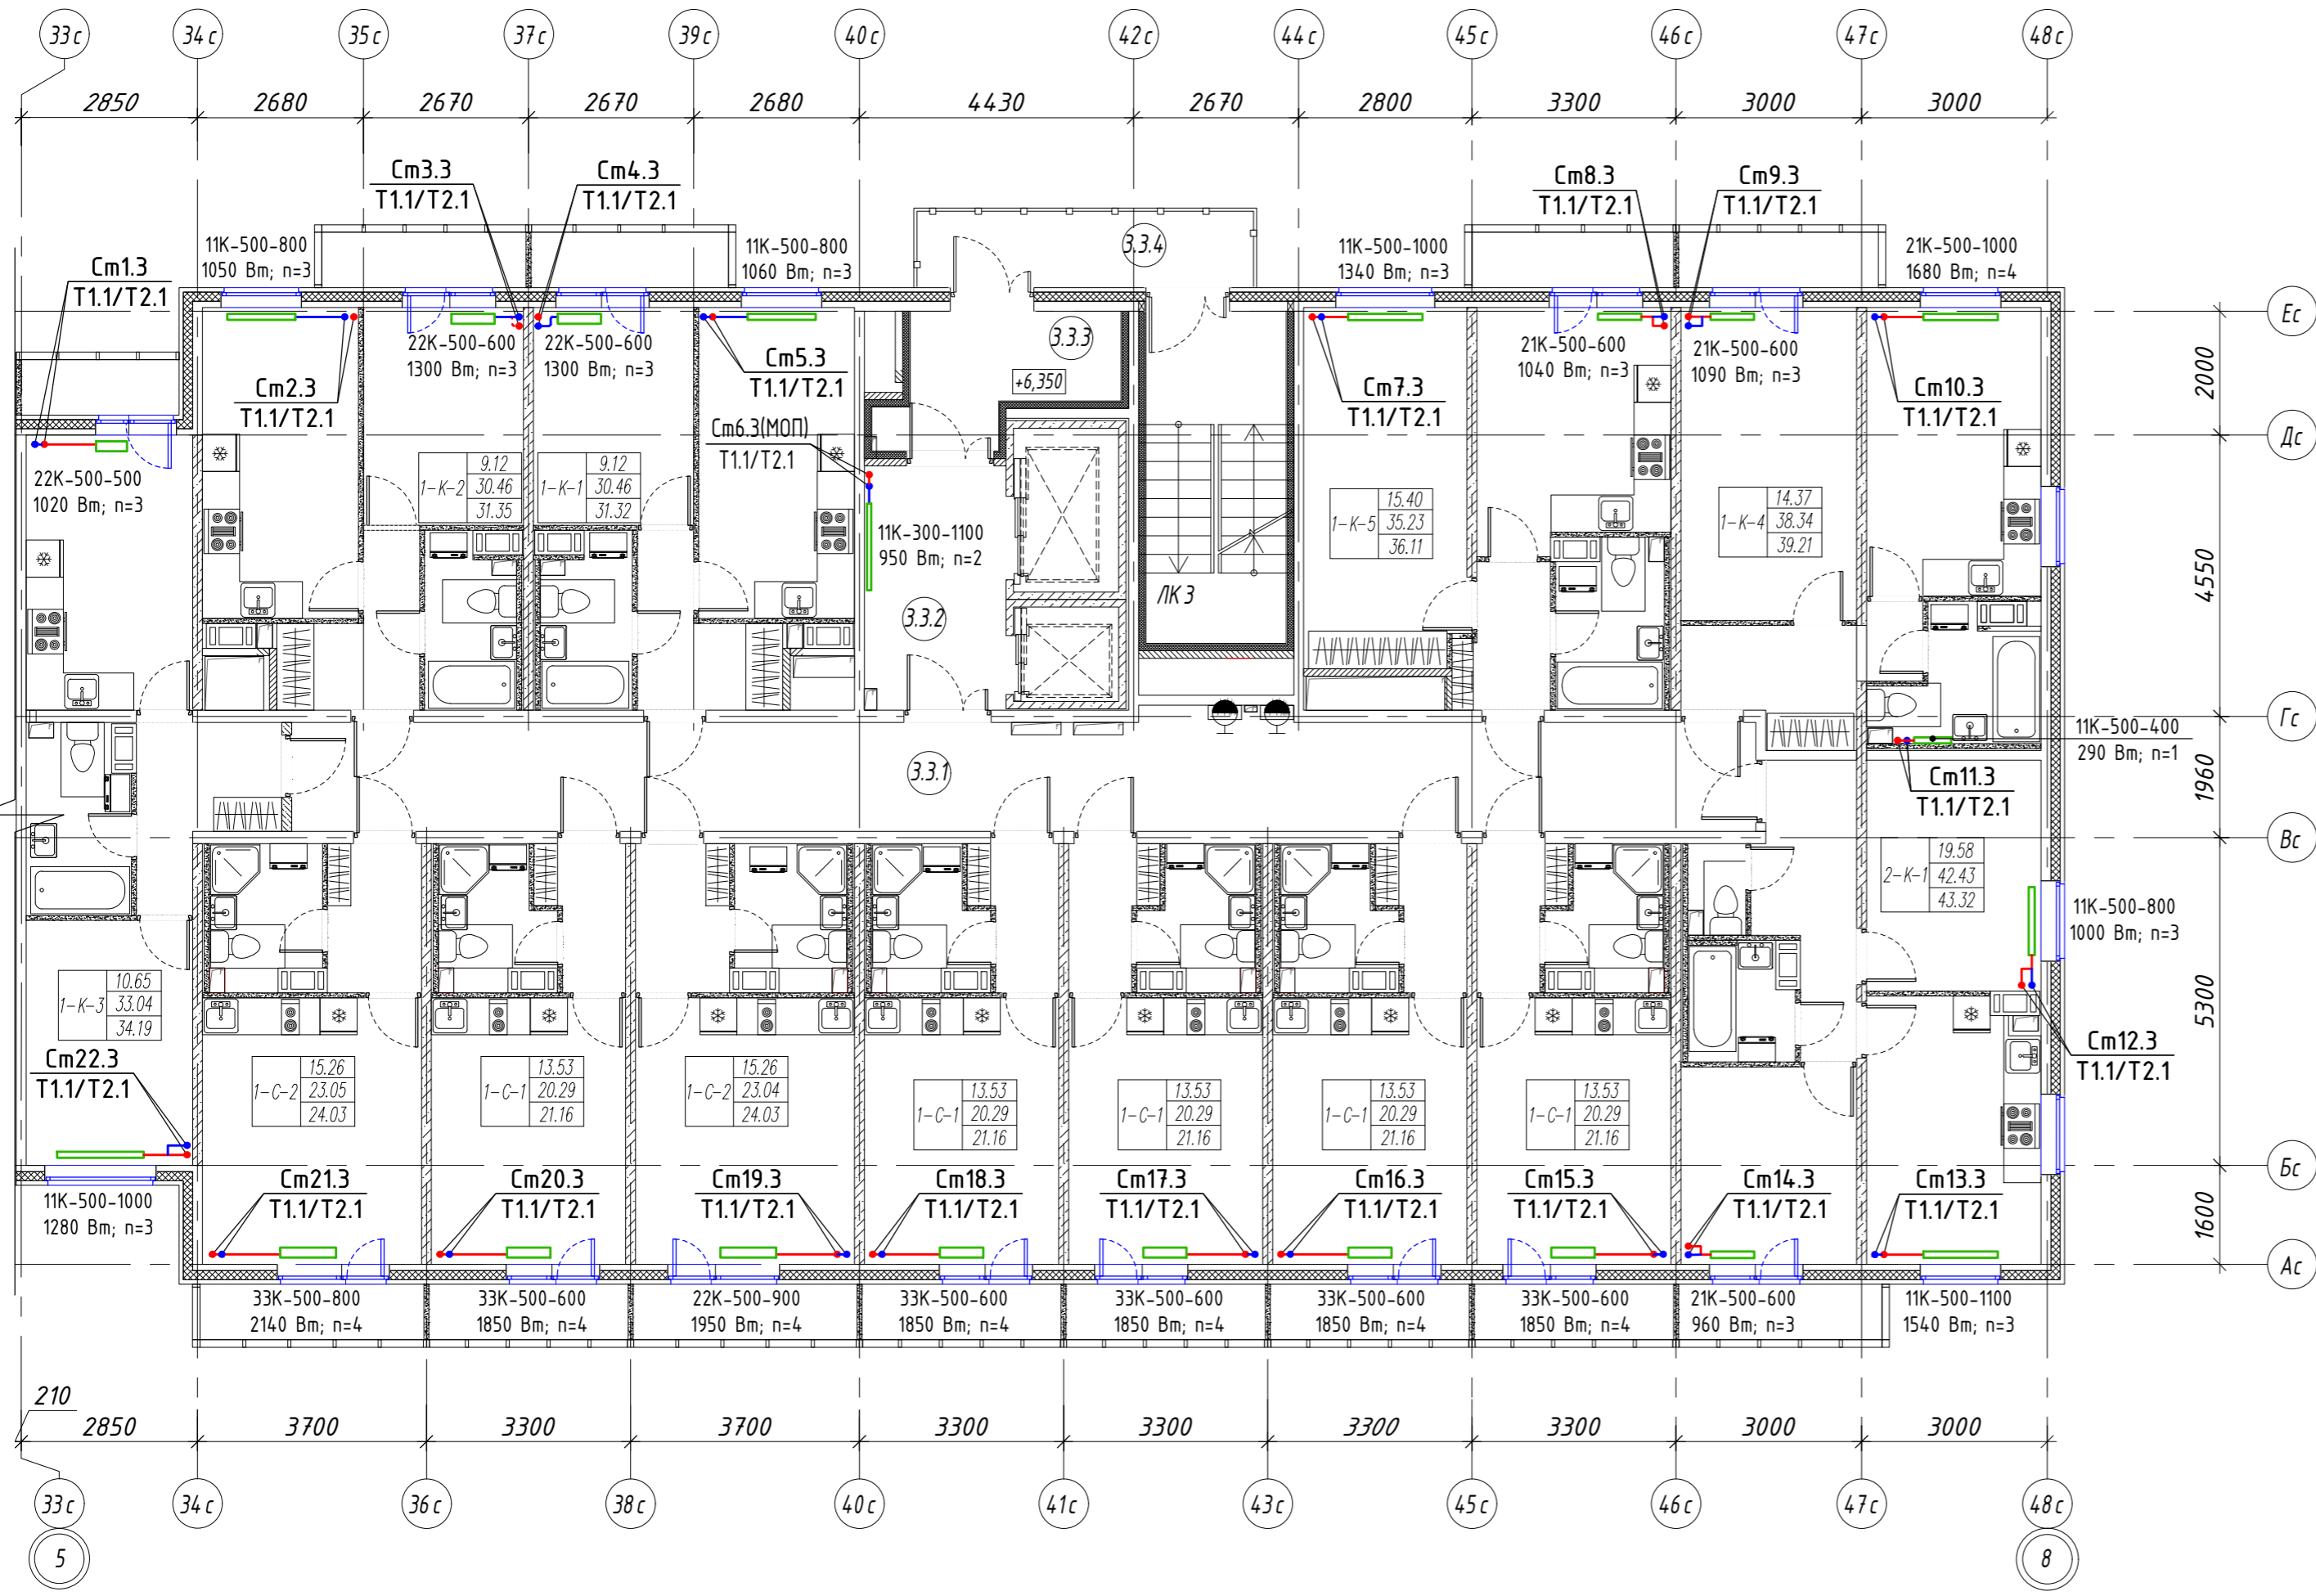 33с 34с 35с 37с 39с 40с 42с 44с 45с 46с 47с 48с
2850 2680 2670 2670 2680 4430 2670 2800 3300 3000 3000
Ст3.3
Т1.1/Т2.1
Ст4.3
Т1.1/Т2.1
Ст8.3
Т1.1/Т2.1
Ст9.3
Т1.1/Т2.1
Ст1.3
Т1.1/Т2.1
11К-500-800
1050 Вт; n=3
11К-500-800
1060 Вт; n=3
3.3.4
11К-500-1000
1340 Вт; n=3
21К-500-1000
1680 Вт; n=4
Ес
22К-500-600
1300 Вт; n=3
22К-500-600
1300 Вт; n=3
3.3.3
+6,350
21К-500-600
1040 Вт; n=3
21К-500-600
1090 Вт; n=3
2000
Ст2.3
Т1.1/Т2.1
Ст5.3
Т1.1/Т2.1
Ст7.3
Т1.1/Т2.1
Ст10.3
Т1.1/Т2.1
Ст6.3(МОП)
Т1.1/Т2.1
Дс
22К-500-500
1020 Вт; n=3
1-К-2
9.12
30.46
31.35
1-К-1
9.12
30.46
31.32
11К-300-1100
950 Вт; n=2
1-К-5
15.40
35.23
36.11
1-К-4
14.37
38.34
39.21
4550
ЛК 3
3.3.2
Гс
11К-500-400
290 Вт; n=1
3.3.1
Ст11.3
Т1.1/Т2.1
1960
Вс
2-К-1
19.58
42.43
43.32
11К-500-800
1000 Вт; n=3
1-К-3
10.65
33.04
34.19
5300
Ст22.3
Т1.1/Т2.1
Ст12.3
Т1.1/Т2.1
1-С-2
15.26
23.05
24.03
1-С-1
13.53
20.29
21.16
1-С-2
15.26
23.04
24.03
1-С-1
13.53
20.29
21.16
1-С-1
13.53
20.29
21.16
1-С-1
13.53
20.29
21.16
1-С-1
13.53
20.29
21.16
Бс
11К-500-1000
1280 Вт; n=3
Ст21.3
Т1.1/Т2.1
Ст20.3
Т1.1/Т2.1
Ст19.3
Т1.1/Т2.1
Ст18.3
Т1.1/Т2.1
Ст17.3
Т1.1/Т2.1
Ст16.3
Т1.1/Т2.1
Ст15.3
Т1.1/Т2.1
Ст14.3
Т1.1/Т2.1
Ст13.3
Т1.1/Т2.1
1600
Ас
33К-500-800
2140 Вт; n=4
33К-500-600
1850 Вт; n=4
22К-500-900
1950 Вт; n=4
33К-500-600
1850 Вт; n=4
33К-500-600
1850 Вт; n=4
33К-500-600
1850 Вт; n=4
33К-500-600
1850 Вт; n=4
21К-500-600
960 Вт; n=3
11К-500-1100
1540 Вт; n=3
210
2850 3700 3300 3700 3300 3300 3300 3300 3000 3000
33с 34с 36с 38с 40с 41с 43с 45с 46с 47с 48с
5 8